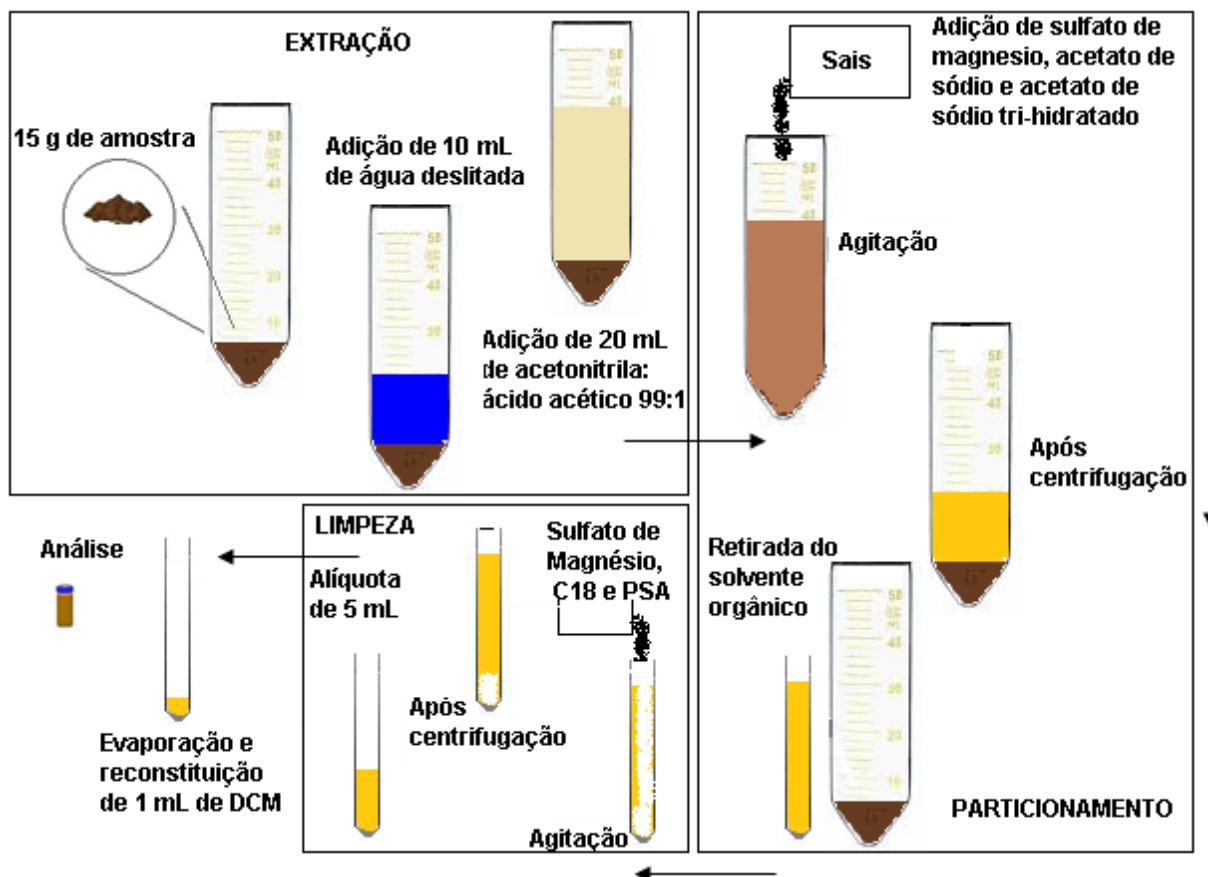 EXTRAÇÃO
15 g de amostra
Adição de 10 mL
de água deslitada
Adição de 20 mL
de acetonitrila:
ácido acético 99:1
Sais
Adição de sulfato de
magnesio, acetato de
sódio e acetato de
sódio tri-hidratado
Agitação
Após
centrifugação
Retirada do
solvente
orgânico
PARTICIONAMENTO
LIMPEZA
Sulfato de
Magnésio,
C18 e PSA
Agitação
Após
centrifugação
Alíquota
de 5 mL
Análise
Evaporação e
reconstituição
de 1 mL de DCM